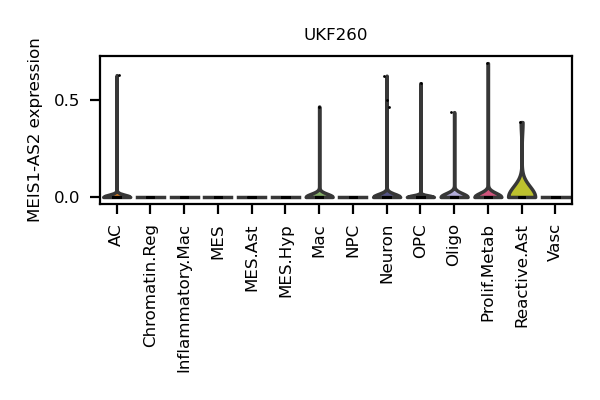 UKF260
MEIS1-AS2 expression
0.5
0.0
AC
Chromatin.Reg
Inflammatory.Mac
MES
MES.Ast
MES.Hyp
Mac
NPC
Neuron
OPC
Oligo
Prolif.Metab
Reactive.Ast
Vasc